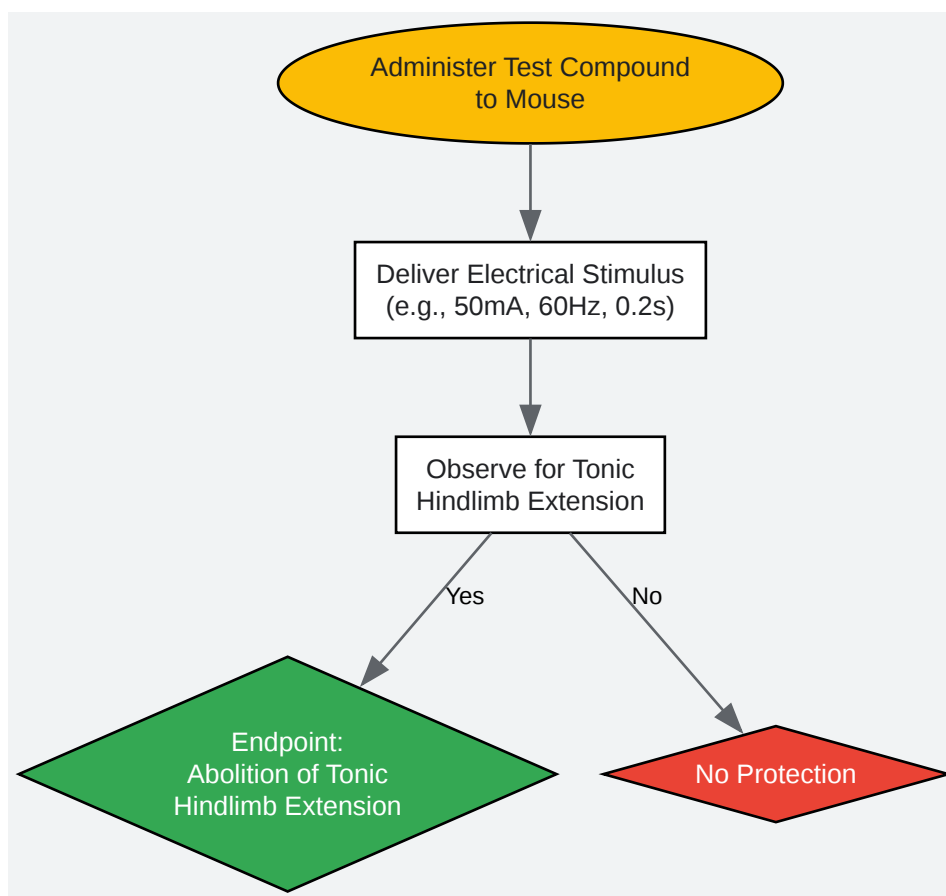 Administer Test Compound
to Mouse
Deliver Electrical Stimulus
(e.g., 50mA, 60Hz, 0.2s)
Observe for Tonic
Hindlimb Extension
Yes
No
Endpoint:
Abolition of Tonic
Hindlimb Extension
No Protection